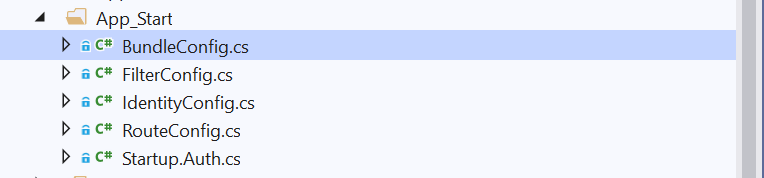 App_Start
C# BundleConfig.cs
C# FilterConfig.cs
C# IdentityConfig.cs
C# RouteConfig.cs
C# Startup.Auth.cs